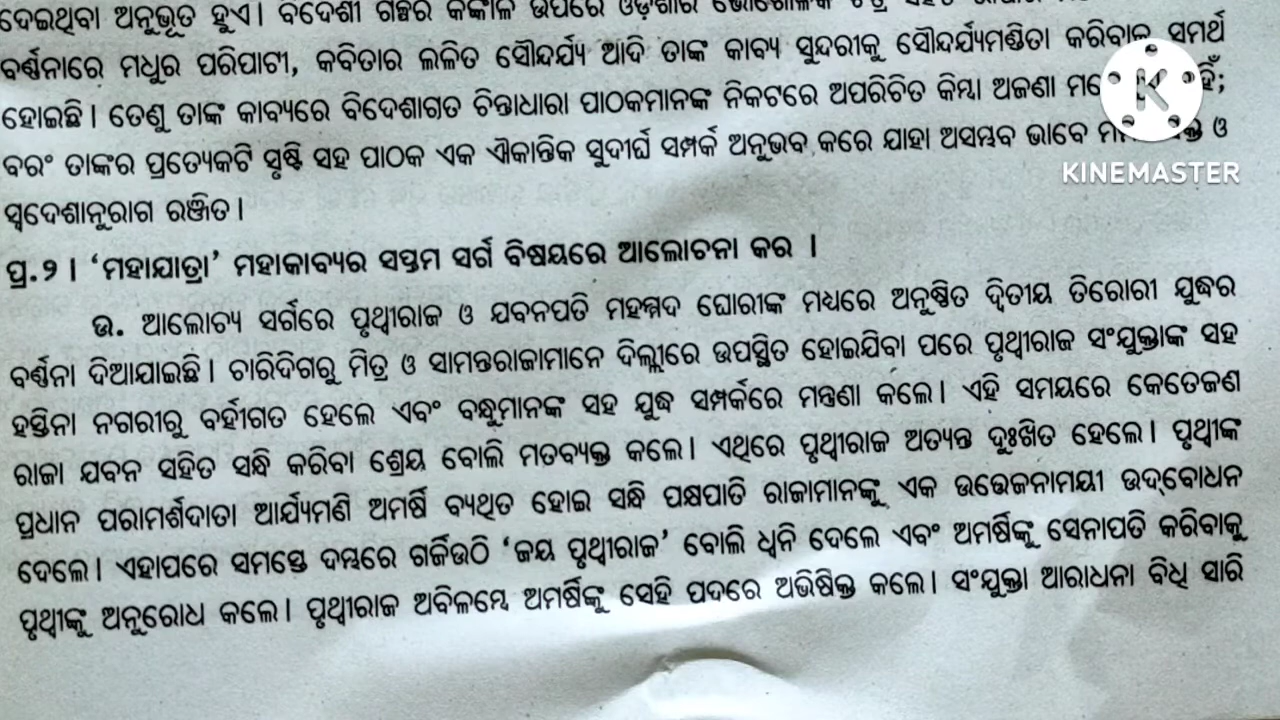 ଦେଇଥିବା ଅନୁଭୂତ ହୁଏ। ବିଦେଶୀ ଗଳ୍ପର କଙ୍କାଳ ଉପରେ
ବର୍ଣ୍ଣନାରେ ମଧୁର ପରିପାଟୀ, କବିତାର ଲଳିତ ସୌନ୍ଦର୍ଯ୍ୟ ଆଦି ତାଙ୍କ କାବ୍ୟ ସୁନ୍ଦରୀକୁ ସୌନ୍ଦର୍ଯ୍ୟମଣ୍ଡିତା କରିବାକୁ ସମର୍ଥ
ହୋଇଛି। ତେଣୁ ତାଙ୍କ କାବ୍ୟରେ ବିଦେଶାଗତ ଚିନ୍ତାଧାରା ପାଠକମାନଙ୍କ ନିକଟରେ ଅପରିଚିତ କିମ୍ବା ଅଜଣା
ବରଂ ତାଙ୍କର ପ୍ରତ୍ୟେକଟି ସୃଷ୍ଟି ସହ ପାଠକ ଏକ ଐକାନ୍ତିକ ସୁଦୀର୍ଘ ସମ୍ପର୍କ ଅନୁଭବ କରେ ଯାହା ଅସମ୍ଭବ ଭାବେ ଓ
ସ୍ୱଦେଶାନୁରାଗ ରଞ୍ଜିତ।
ପ୍ର.୨ । ‘ମହାଯାତ୍ରା’ ମହାକାବ୍ୟର ସପ୍ତମ ସର୍ଗ ବିଷୟରେ ଆଲୋଚନା କର ।
ଉ. ଆଲୋଚ୍ୟ ସର୍ଗରେ ପୃଥ୍ୱୀରାଜ ଓ ଯବନପତି ମହମ୍ମଦ ଘୋରୀଙ୍କ ମଧ୍ୟରେ ଅନୁଷ୍ଠିତ ଦ୍ୱିତୀୟ ତିରୋରୀ ଯୁଦ୍ଧର
ବର୍ଣ୍ଣନା ଦିଆଯାଇଛି। ଚାରିଦିଗରୁ ମିତ୍ର ଓ ସାମନ୍ତରାଜାମାନେ ଦିଲ୍ଲୀରେ ଉପସ୍ଥିତ ହୋଇଯିବା ପରେ ପୃଥ୍ୱୀରାଜ ସଂଯୁକ୍ତାଙ୍କ ସହ
ହସ୍ତିନା ନଗରୀରୁ ବର୍ହୀଗତ ହେଲେ ଏବଂ ବନ୍ଧୁମାନଙ୍କ ସହ ଯୁଦ୍ଧ ସମ୍ପର୍କରେ ମନ୍ତ୍ରଣା କଲେ। ଏହି ସମୟରେ କେତେଜଣ
ରାଜା ଯବନ ସହିତ ସନ୍ଧି କରିବା ଶ୍ରେୟ ବୋଲି ମତବ୍ୟକ୍ତ କଲେ। ଏଥିରେ ପୃଥ୍ୱୀରାଜ ଅତ୍ୟନ୍ତ ଦୁଃଖିତ ହେଲେ। ପୃଥ୍ୱୀଙ୍କ
ପ୍ରଧାନ ପରାମର୍ଶଦାତା ଆର୍ଯ୍ୟମଣି ଅମର୍ଷି ବ୍ୟଥିତ ହୋଇ ସନ୍ଧି ପକ୍ଷପାତି ରାଜାମାନଙ୍କୁ ଏକ ଉତ୍ତେଜନାମୟୀ ଉଦ୍‌ବୋଧନ
ଦେଲେ। ଏହାପରେ ସମସ୍ତେ ଦମ୍ଭରେ ଗର୍ଜିଉଠି ‘ଜୟ ପୃଥ୍ୱୀରାଜ’ ବୋଲି ଧ୍ୱନି ଦେଲେ ଏବଂ ଅମର୍ଷିଙ୍କୁ ସେନାପତି କରିବାକୁ
ପୃଥ୍ୱୀଙ୍କୁ ଅନୁରୋଧ କଲେ। ପୃଥ୍ୱୀରାଜ ଅବିଳମ୍ବେ ଅମର୍ଷିଙ୍କୁ ସେହି ପଦରେ ଅଭିଷିକ୍ତ କଲେ। ସଂଯୁକ୍ତା ଆରାଧନା ବିଧି ସାରି
K
KINEMASTER